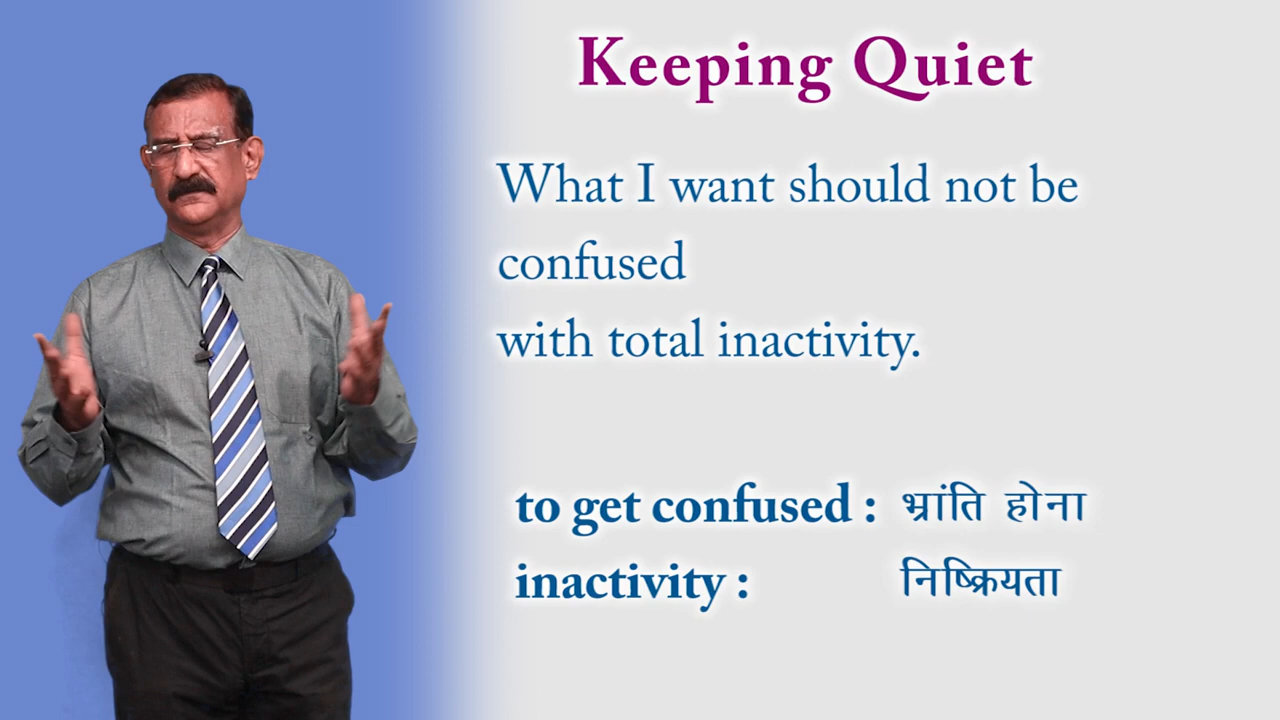 Keeping Quiet
What I want should not be
confused
with total inactivity.
to get confused : भ्रांति होना
inactivity : निष्क्रियता